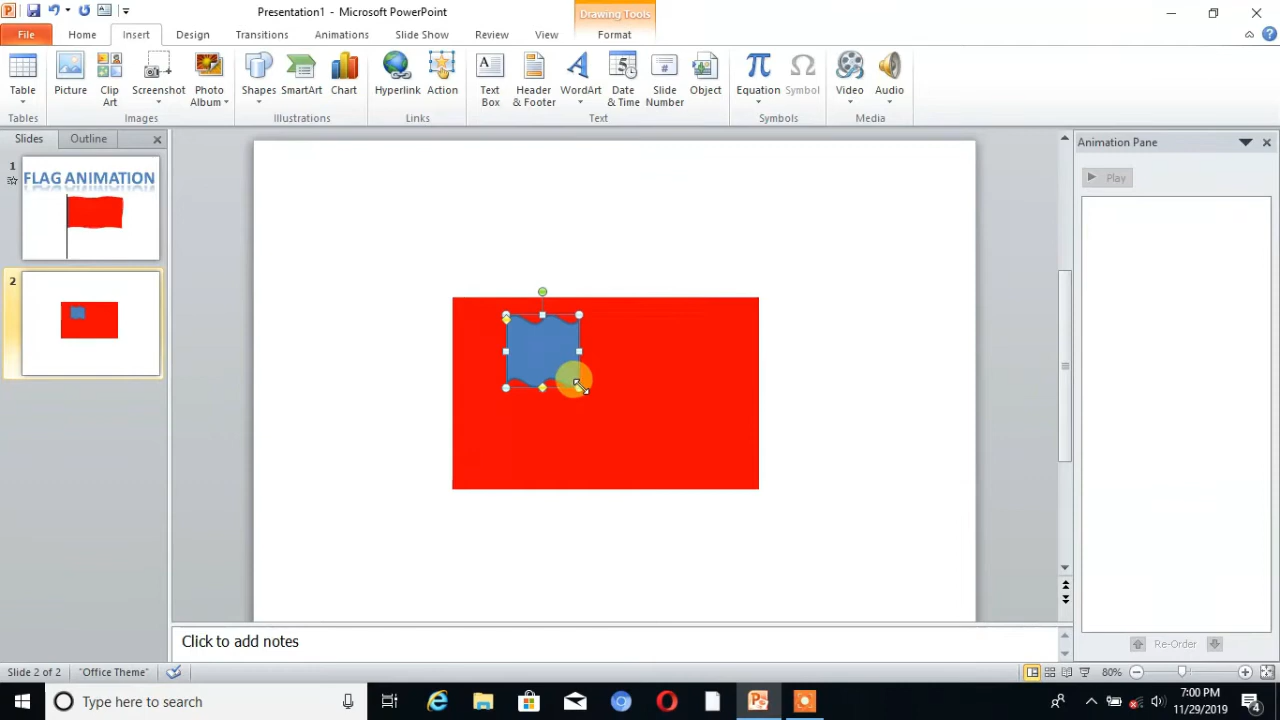 Presentation1 - Microsoft PowerPoint
Drawing Tools
File Home Insert Design Transitions Animations Slide Show Review View Format
Table
Picture
Clip Art
Screenshot
Photo Album
Shapes
SmartArt
Chart
Hyperlink
Action
Text Box
Header & Footer
WordArt
Date & Time
Slide Number
Object
Equation
Symbol
Video
Audio
Tables Images Illustrations Links Text Symbols Media
Slides Outline
Animation Pane
Play
1
FLAG ANIMATION
2
Click to add notes
Re-Order
Slide 2 of 2 "Office Theme" 80%
Type here to search
7:00 PM
11/29/2019
4